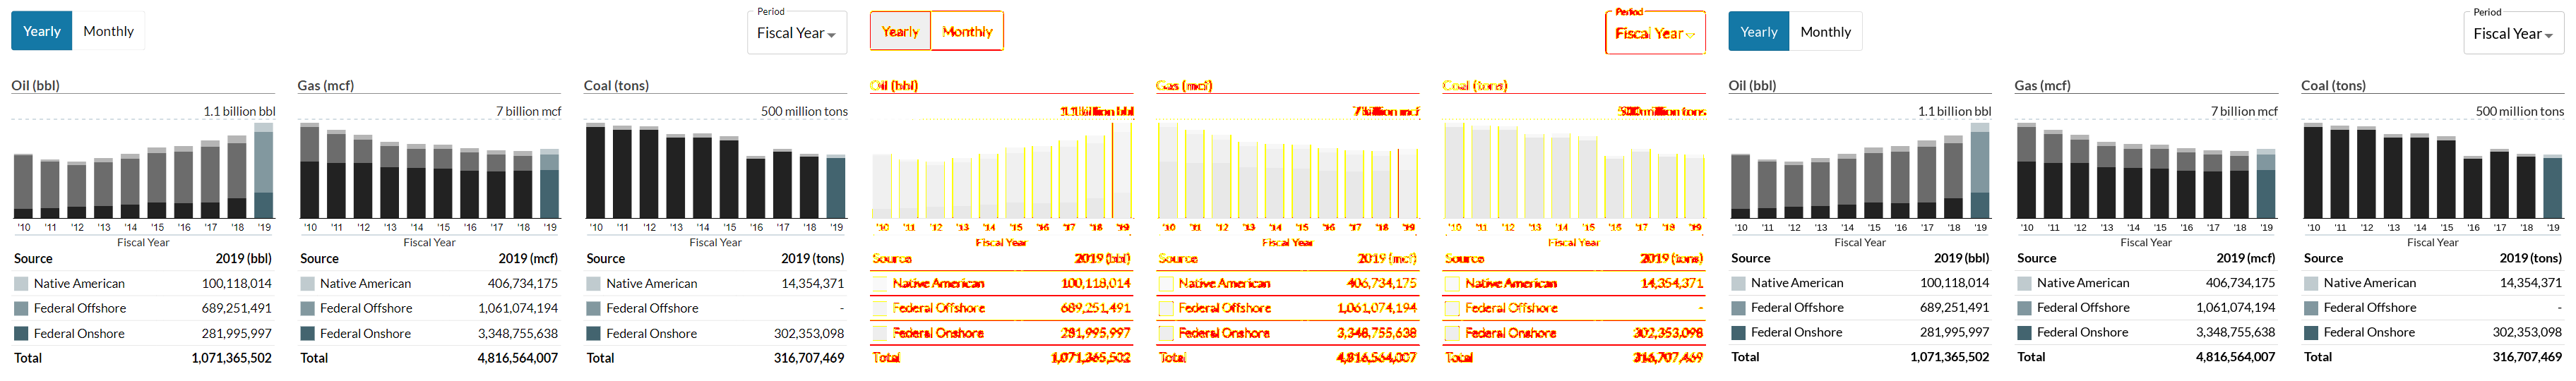 Yearly Monthly
Period
Fiscal Year
Oil (bbl)
1.1 billion bbl
'10 '11 '12 '13 '14 '15 '16 '17 '18 '19
Fiscal Year
Source 2019 (bbl)
Native American 100,118,014
Federal Offshore 689,251,491
Federal Onshore 281,995,997
Total 1,071,365,502
Gas (mcf)
7 billion mcf
'10 '11 '12 '13 '14 '15 '16 '17 '18 '19
Fiscal Year
Source 2019 (mcf)
Native American 406,734,175
Federal Offshore 1,061,074,194
Federal Onshore 3,348,755,638
Total 4,816,564,007
Coal (tons)
500 million tons
'10 '11 '12 '13 '14 '15 '16 '17 '18 '19
Fiscal Year
Source 2019 (tons)
Native American 14,354,371
Federal Offshore -
Federal Onshore 302,353,098
Total 316,707,469
Yearly Monthly
Period
Fiscal Year
Oil (bbl)
1.1 billion bbl
'10 '11 '12 '13 '14 '15 '16 '17 '18 '19
Fiscal Year
Source 2019 (bbl)
Native American 100,118,014
Federal Offshore 689,251,491
Federal Onshore 281,995,997
Total 1,071,365,502
Gas (mcf)
7 billion mcf
'10 '11 '12 '13 '14 '15 '16 '17 '18 '19
Fiscal Year
Source 2019 (mcf)
Native American 406,734,175
Federal Offshore 1,061,074,194
Federal Onshore 3,348,755,638
Total 4,816,564,007
Coal (tons)
500 million tons
'10 '11 '12 '13 '14 '15 '16 '17 '18 '19
Fiscal Year
Source 2019 (tons)
Native American 14,354,371
Federal Offshore -
Federal Onshore 302,353,098
Total 316,707,469
Yearly Monthly
Period
Fiscal Year
Oil (bbl)
1.1 billion bbl
'10 '11 '12 '13 '14 '15 '16 '17 '18 '19
Fiscal Year
Source 2019 (bbl)
Native American 100,118,014
Federal Offshore 689,251,491
Federal Onshore 281,995,997
Total 1,071,365,502
Gas (mcf)
7 billion mcf
'10 '11 '12 '13 '14 '15 '16 '17 '18 '19
Fiscal Year
Source 2019 (mcf)
Native American 406,734,175
Federal Offshore 1,061,074,194
Federal Onshore 3,348,755,638
Total 4,816,564,007
Coal (tons)
500 million tons
'10 '11 '12 '13 '14 '15 '16 '17 '18 '19
Fiscal Year
Source 2019 (tons)
Native American 14,354,371
Federal Offshore -
Federal Onshore 302,353,098
Total 316,707,469